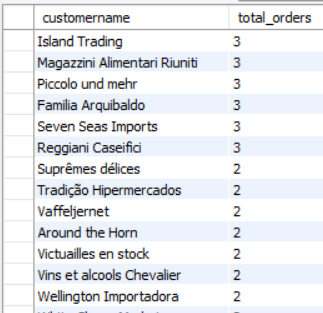 customername total_orders
Island Trading 3
Magazzini Alimentari Riuniti 3
Piccolo und mehr 3
Familia Arquibaldo 3
Seven Seas Imports 3
Reggiani Caseifici 3
Suprêmes délices 2
Tradição Hipermercados 2
Vaffeljernet 2
Around the Horn 2
Victuailles en stock 2
Vins et alcools Chevalier 2
Wellington Importadora 2